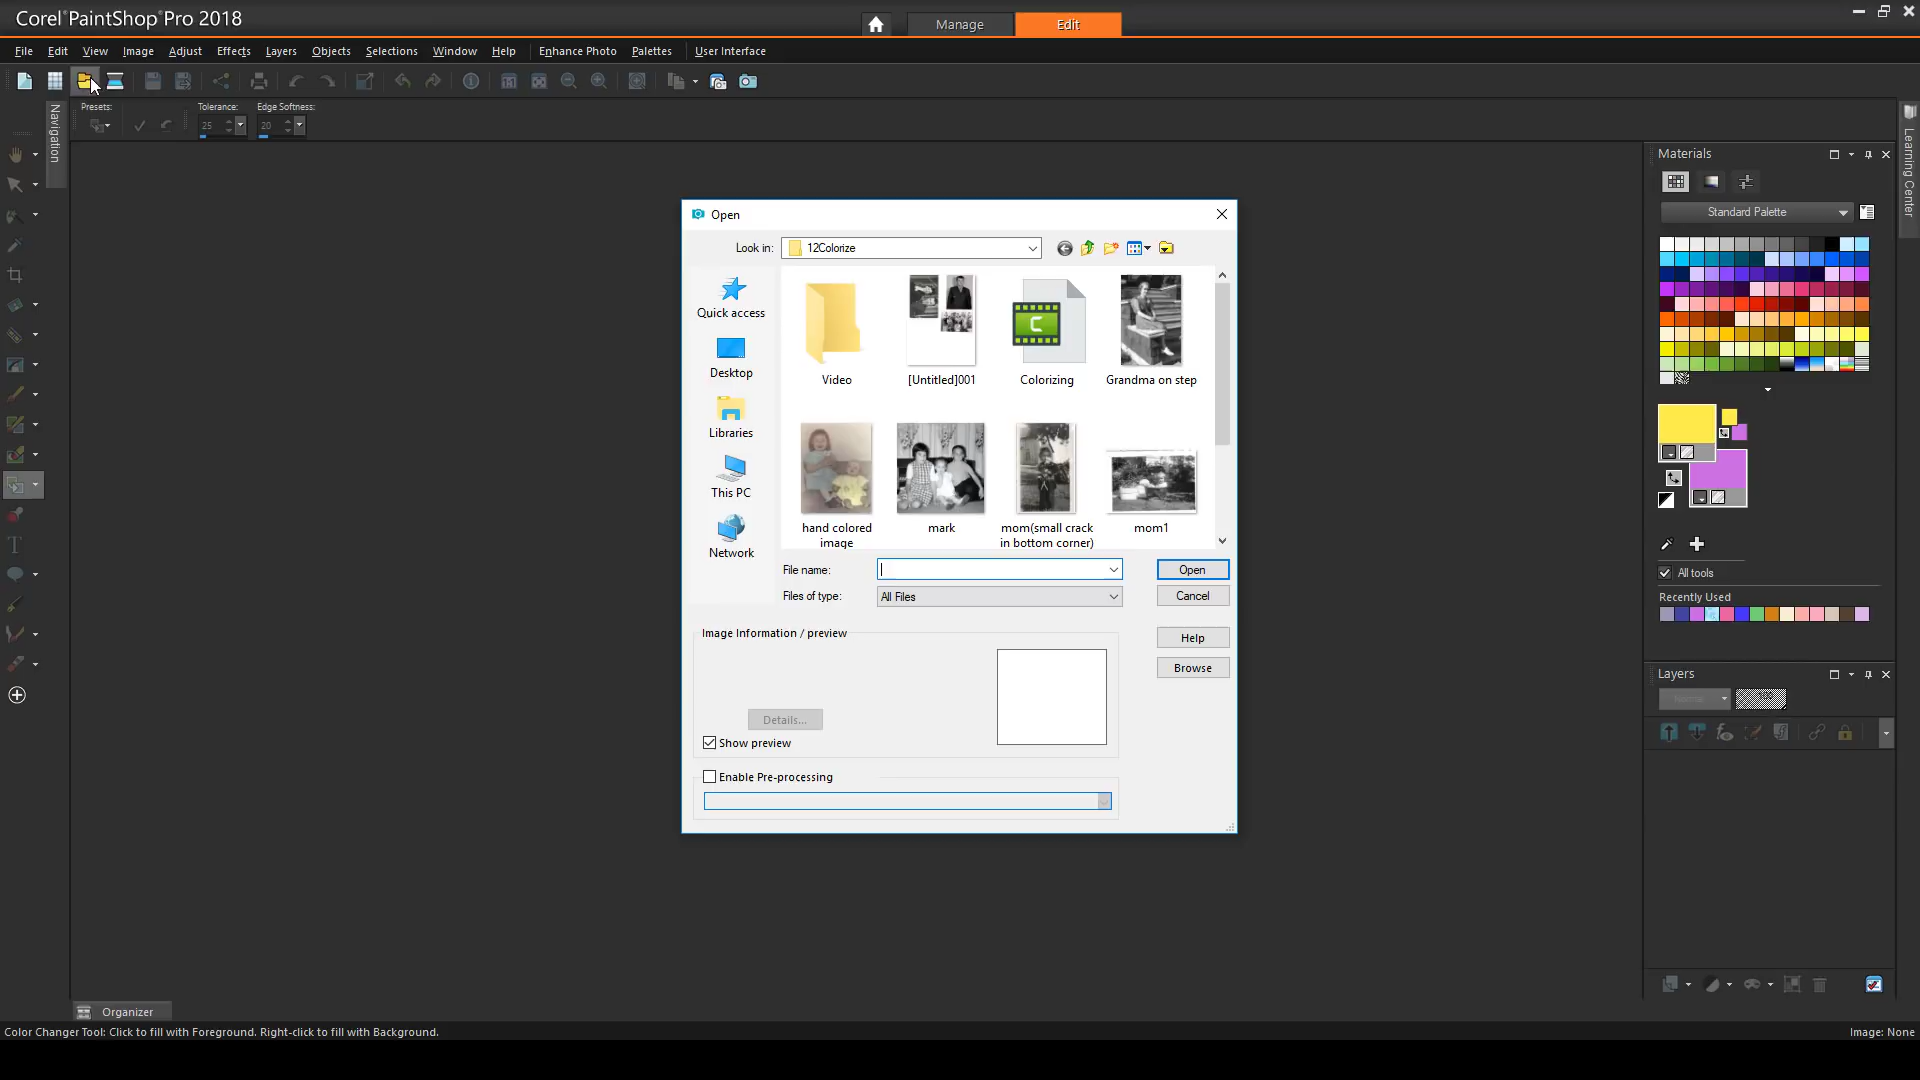 Corel®PaintShop®Pro 2018
Manage
Edit
File Edit View Image Adjust Effects Layers Objects Selections Window Help Enhance Photo Palettes User Interface
Presets: Tolerance: Edge Softness:
25 20
Navigation
Learning Center
Open
Look in: 12Colorize
Quick access
Desktop
Libraries
This PC
Network
Video [Untitled]001 Colorizing Grandma on step
hand colored image
mark
mom(small crack in bottom corner)
mom1
File name: Open
Files of type: All Files Cancel
Image Information / preview
Help
Browse
Details...
Show preview
Enable Pre-processing
Materials
Standard Palette
All tools
Recently Used
Layers
Normal
Organizer
Color Changer Tool: Click to fill with Foreground. Right-click to fill with Background.
Image: None